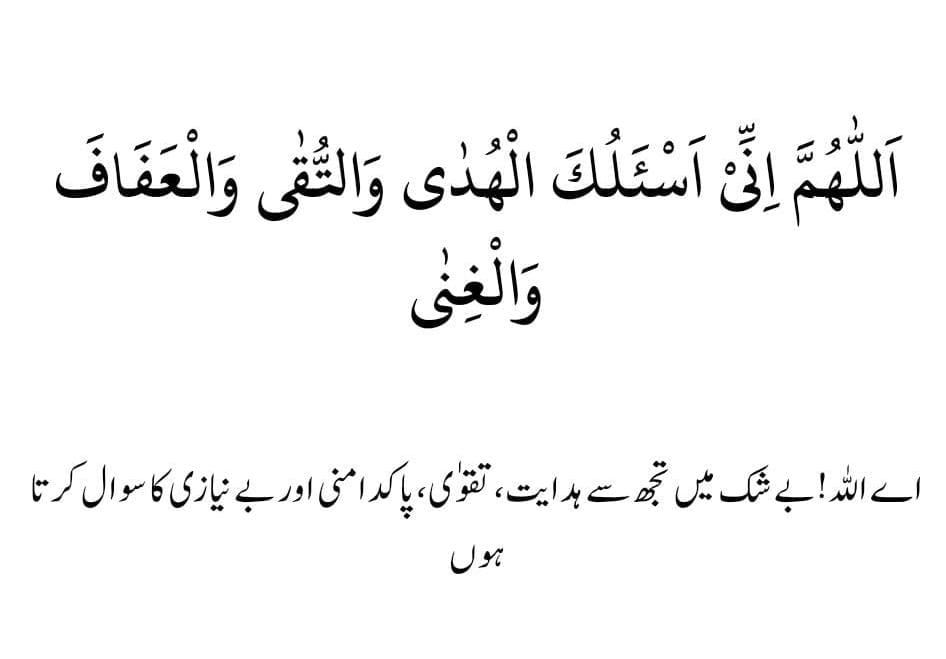 اَللّٰهُمَّ اِنِّیْۤ اَسْئَلُكَ الْهُدٰی وَالتُّقٰی وَالْعَفَافَ
وَالْغِنٰی
اے اللہ! بے شک میں تجھ سے ہدایت، تقوٰی، پاکدامنی اور بے نیازی کا سوال کرتا
ہوں